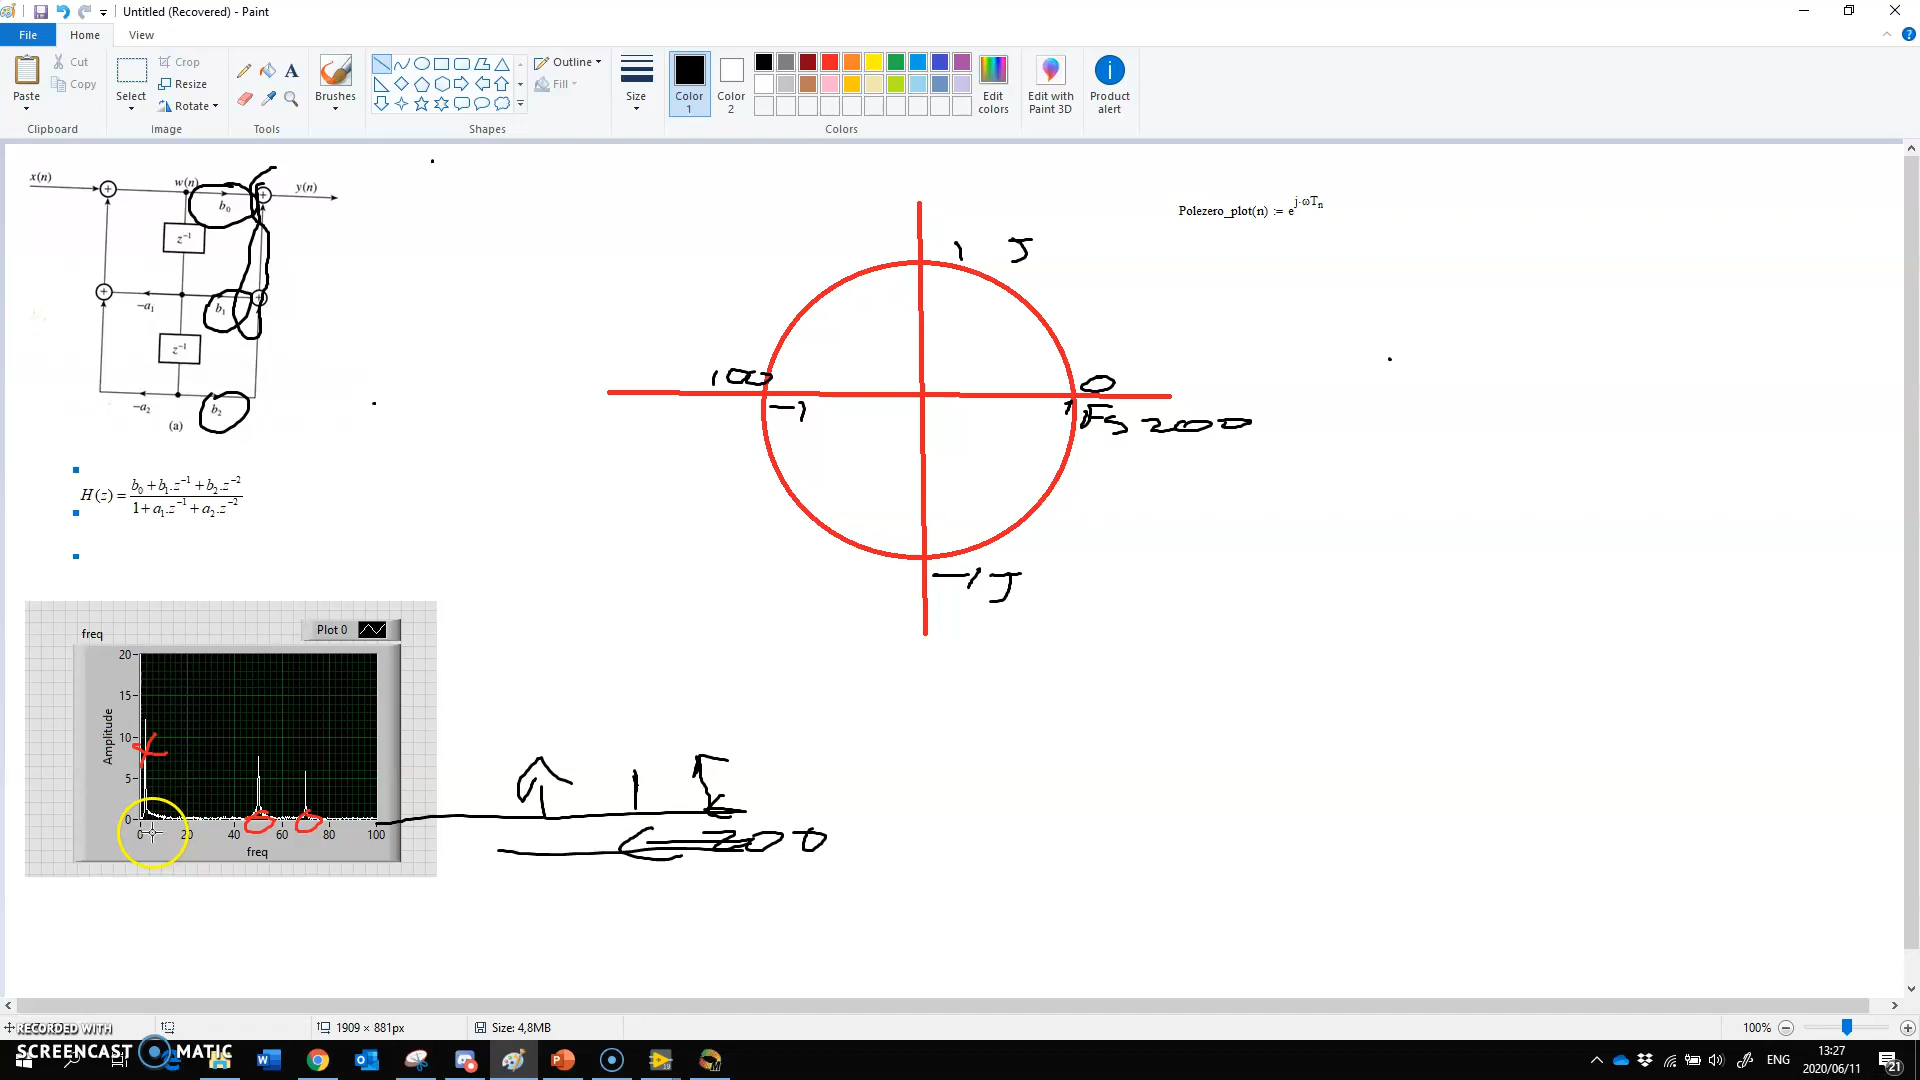 Untitled (Recovered) - Paint
File Home View
Paste
Cut
Copy
Clipboard
Select
Crop
Resize
Rotate
Image
Tools
A
Brushes
Outline
Fill
Shapes
Size
Color 1
Color 2
Edit colors
Edit with Paint 3D
Product alert
Colors
x(n) w(n) y(n)
b0
z−1
−a1 b1
z−1
−a2 b2
(a)
H(z) = b0 + b1.z−1 + b2.z−2
1 + a1.z−1 + a2.z−2
Polezero_plot(n) := e j·ωTn
1 J
100 0
−1 1 Fs 200
−1 J
freq Plot 0
20
15
10
5
0
Amplitude
0 20 40 60 80 100
freq
1
200
RECORDED WITH
SCREENCAST MATIC
1909 × 881px
Size: 4,8MB
100%
ENG
13:27
2020/06/11
21